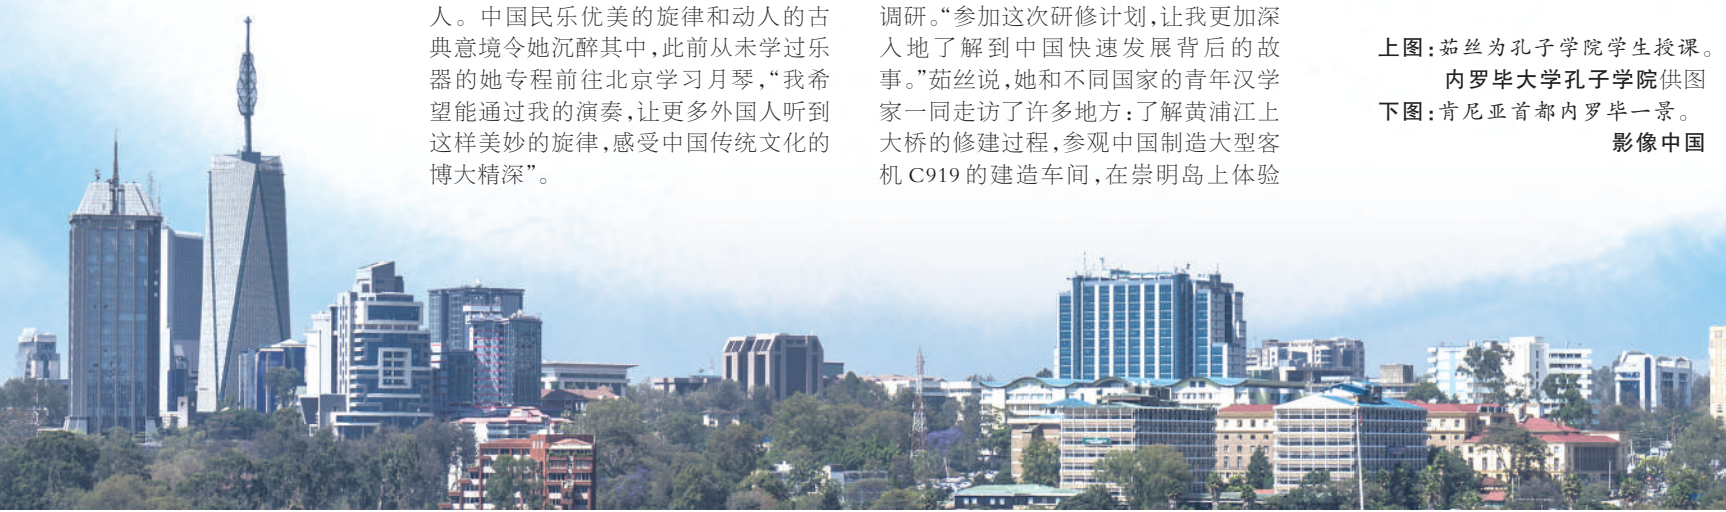 人。中国民乐优美的旋律和动人的古
典意境令她沉醉其中，此前从未学过乐
器的她专程前往北京学习月琴，“我希
望能通过我的演奏，让更多外国人听到
这样美妙的旋律，感受中国传统文化的
博大精深”。
调研。“参加这次研修计划，让我更加深
入地了解到中国快速发展背后的故
事。”茹丝说，她和不同国家的青年汉学
家一同走访了许多地方：了解黄浦江上
大桥的修建过程，参观中国制造大型客
机 C919 的建造车间，在崇明岛上体验
上图：茹丝为孔子学院学生授课。
内罗毕大学孔子学院供图
下图：肯尼亚首都内罗毕一景。
影像中国